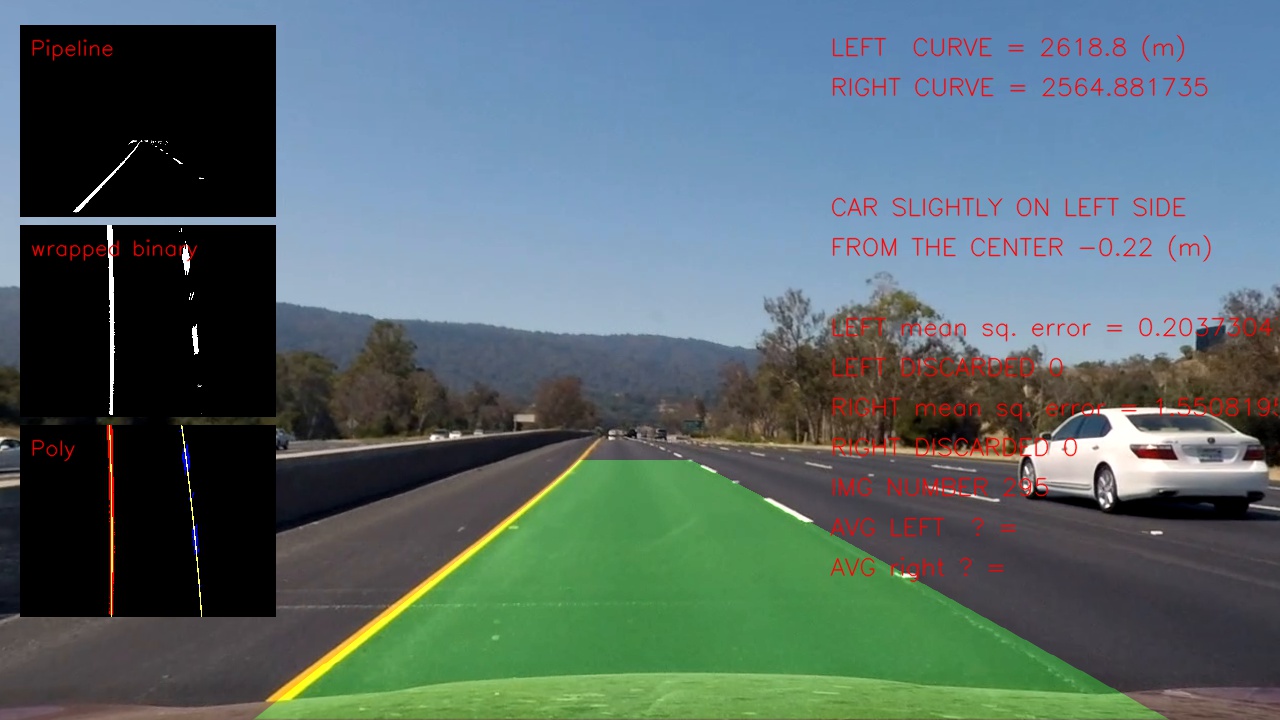 Pipeline
wrapped binary
Poly
LEFT CURVE = 2618.8 (m)
RIGHT CURVE = 2564.881735
CAR SLIGHTLY ON LEFT SIDE
FROM THE CENTER -0.22 (m)
LEFT mean sq. error = 0.2037304
LEFT DISCARDED 0
RIGHT mean sq. error = 1.5508195
RIGHT DISCARDED 0
IMG NUMBER 295
AVG LEFT ? =
AVG right ? =